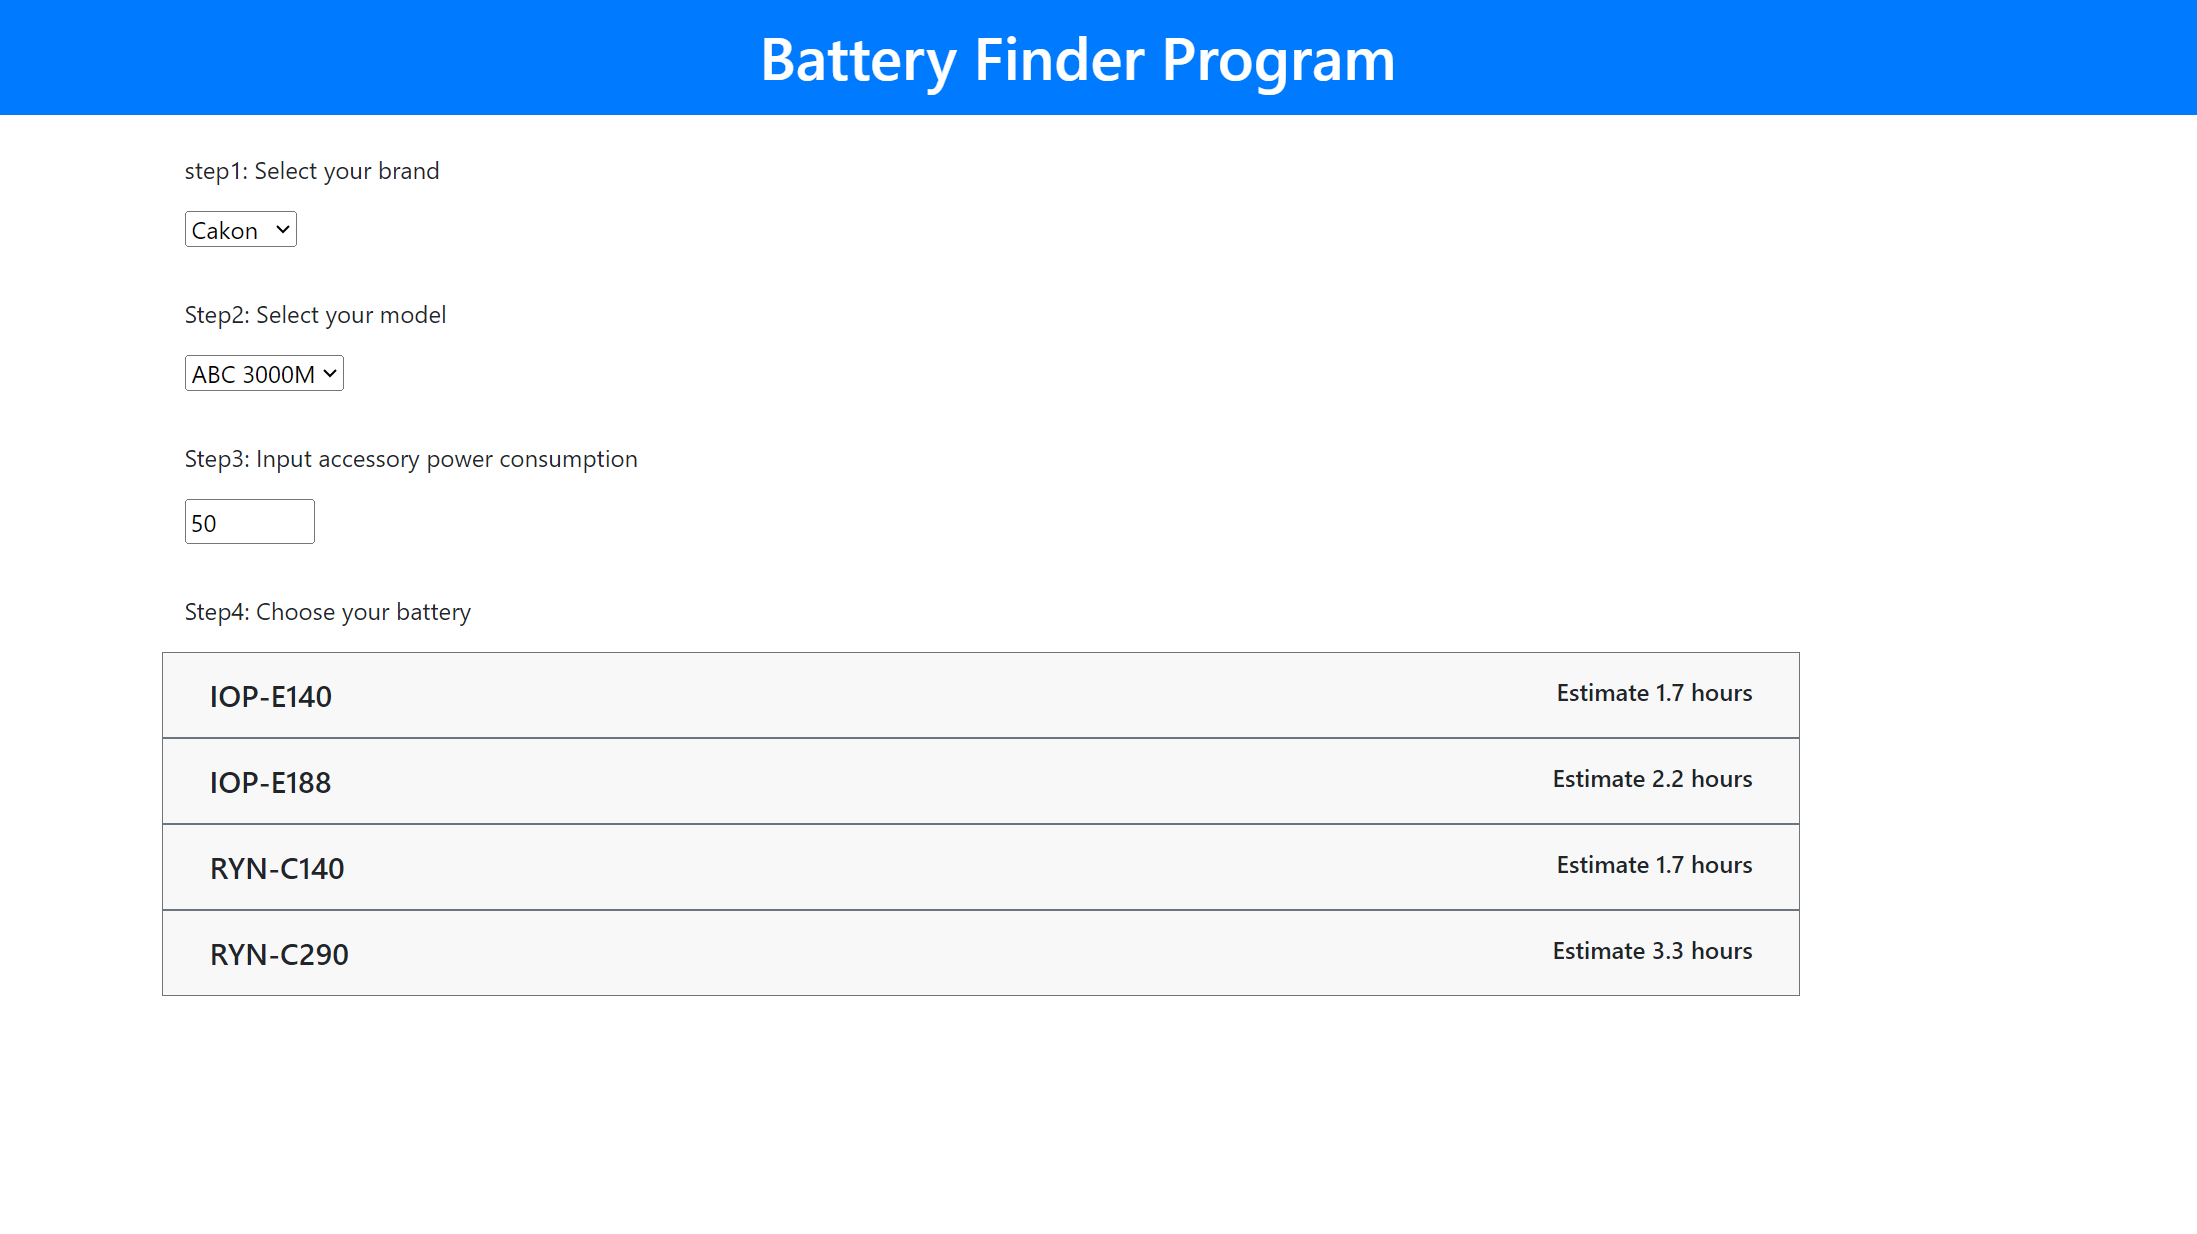 Battery Finder Program
step1: Select your brand
Cakon
Step2: Select your model
ABC 3000M
Step3: Input accessory power consumption
50
Step4: Choose your battery
IOP-E140 Estimate 1.7 hours
IOP-E188 Estimate 2.2 hours
RYN-C140 Estimate 1.7 hours
RYN-C290 Estimate 3.3 hours